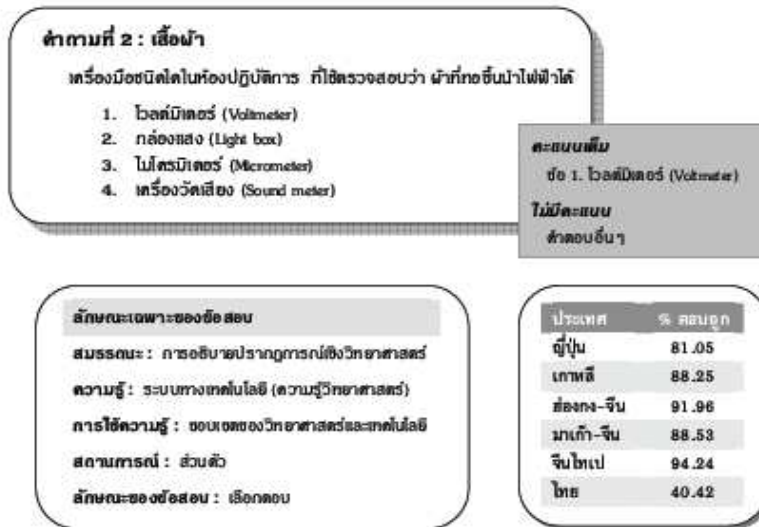 คำถามที่ 2 : เสื้อผ้า
เครื่องมือชนิดใดในห้องปฏิบัติการ ที่ใช้ตรวจสอบว่า ผ้าที่ทอขึ้นนำไฟฟ้าได้
1. โวลต์มิเตอร์ (Voltmeter)
2. กล่องแสง (Light box)
3. ไมโครมิเตอร์ (Micrometer)
4. เครื่องวัดเสียง (Sound meter)
คะแนนเต็ม
ข้อ 1. โวลต์มิเตอร์ (Voltmeter)
ไม่มีคะแนน
คำตอบอื่นๆ
ลักษณะเฉพาะของข้อสอบ
สมรรถนะ : การอธิบายปรากฏการณ์เชิงวิทยาศาสตร์
ความรู้ : ระบบทางเทคโนโลยี (ความรู้วิทยาศาสตร์)
การใช้ความรู้ : ขอบเขตของวิทยาศาสตร์และเทคโนโลยี
สถานการณ์ : ส่วนตัว
ลักษณะของข้อสอบ : เลือกตอบ
ประเทศ % ตอบถูก
ญี่ปุ่น 81.05
เกาหลี 88.25
ฮ่องกง-จีน 91.96
มาเก๊า-จีน 88.53
จีนไทเป 94.24
ไทย 40.42